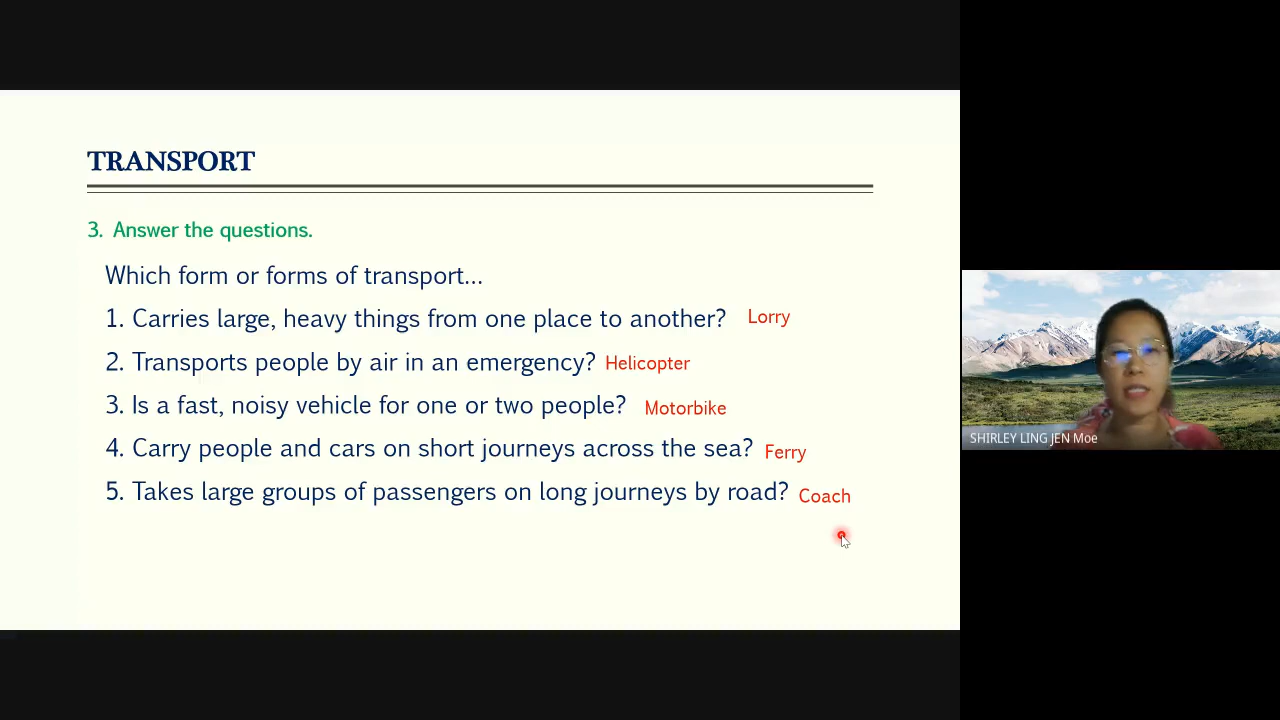 TRANSPORT
3. Answer the questions.
Which form or forms of transport...
1. Carries large, heavy things from one place to another? Lorry
2. Transports people by air in an emergency? Helicopter
3. Is a fast, noisy vehicle for one or two people? Motorbike
4. Carry people and cars on short journeys across the sea? Ferry
5. Takes large groups of passengers on long journeys by road? Coach
SHIRLEY LING JEN Moe